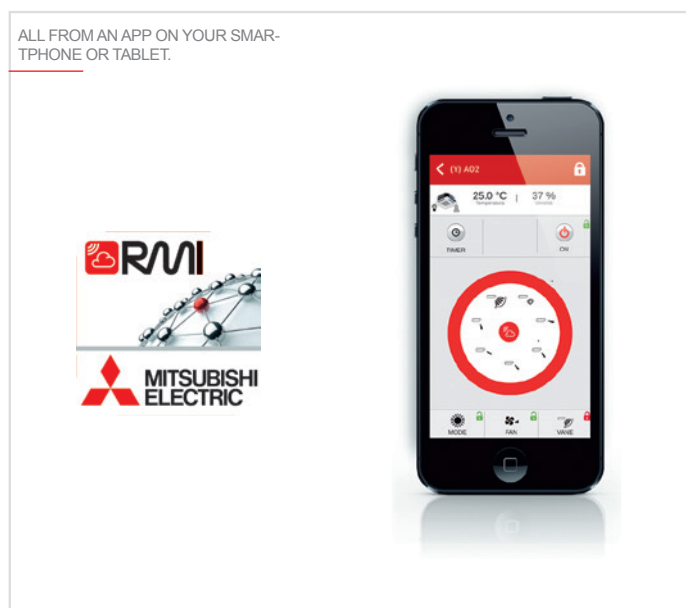 ALL FROM AN APP ON YOUR SMAR-
TPHONE OR TABLET.
RMI
MITSUBISHI
ELECTRIC
(Y) A02
25.0 °C | 37 %
Temperature
TIMER
ON
MODE
FAN
VANE